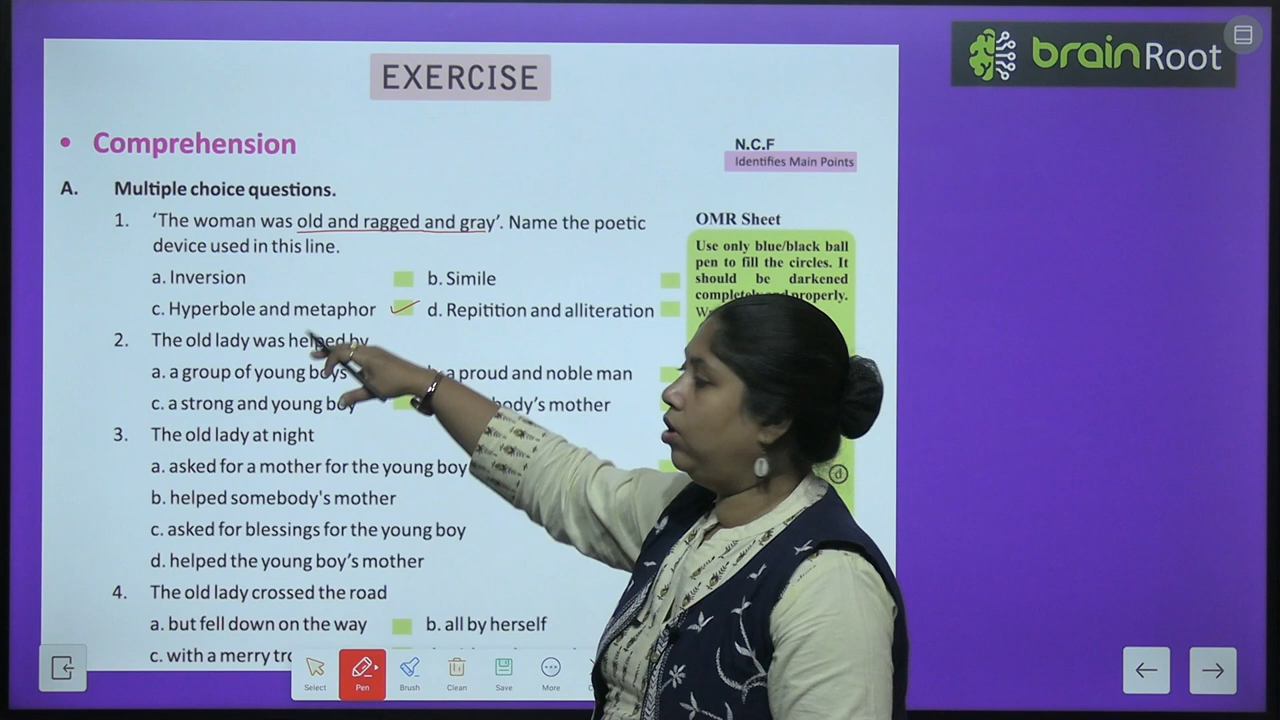 brainRoot
EXERCISE
• Comprehension
N.C.F
Identifies Main Points
A. Multiple choice questions.
1. ‘The woman was old and ragged and gray’. Name the poetic
device used in this line.
a. Inversion b. Simile
c. Hyperbole and metaphor d. Repitition and alliteration
2. The old lady was helped by
a. a group of young boys a proud and noble man
c. a strong and young boy mother
3. The old lady at night
a. asked for a mother for the young boy
b. helped somebody's mother
c. asked for blessings for the young boy
d. helped the young boy’s mother
4. The old lady crossed the road
a. but fell down on the way b. all by herself
c. with a merry
OMR Sheet
Use only blue/black ball
pen to fill the circles. It
should be darkened
completely and properly.
d
Select Pen Brush Clean Save More